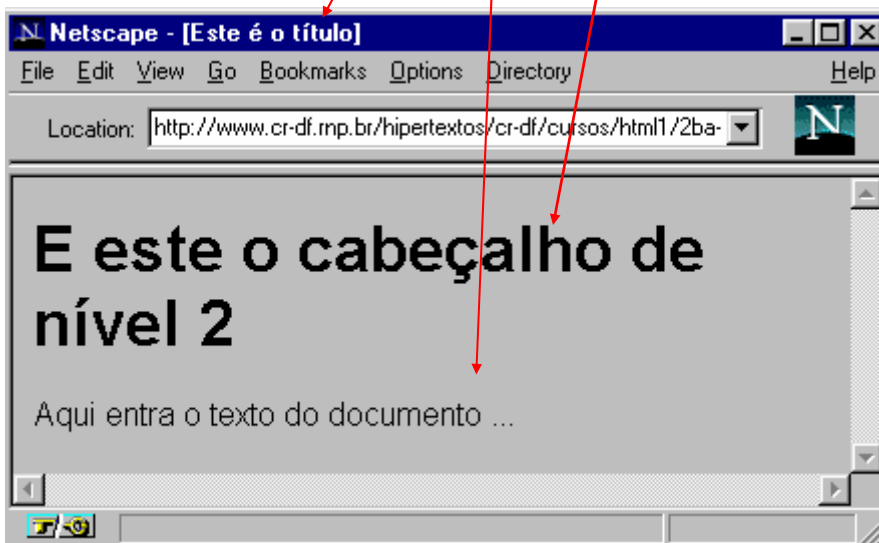 N Netscape - [Este é o título]
File Edit View Go Bookmarks Options Directory Help
Location: http://www.cr-df.rnp.br/hipertextos/cr-df/cursos/html1/2ba- N
E este o cabeçalho de
nível 2
Aqui entra o texto do documento ...